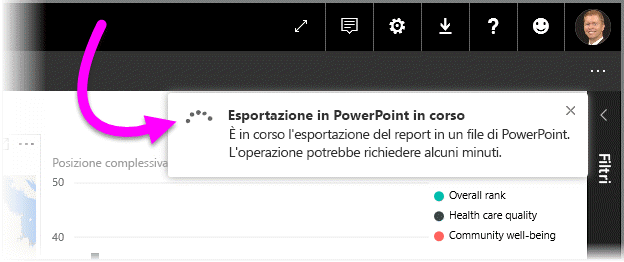 Esportazione in PowerPoint in corso
È in corso l'esportazione del report in un file di PowerPoint.
L'operazione potrebbe richiedere alcuni minuti.
Filtri
Posizione complessiva
50
Overall rank
Health care quality
40
Community well-being